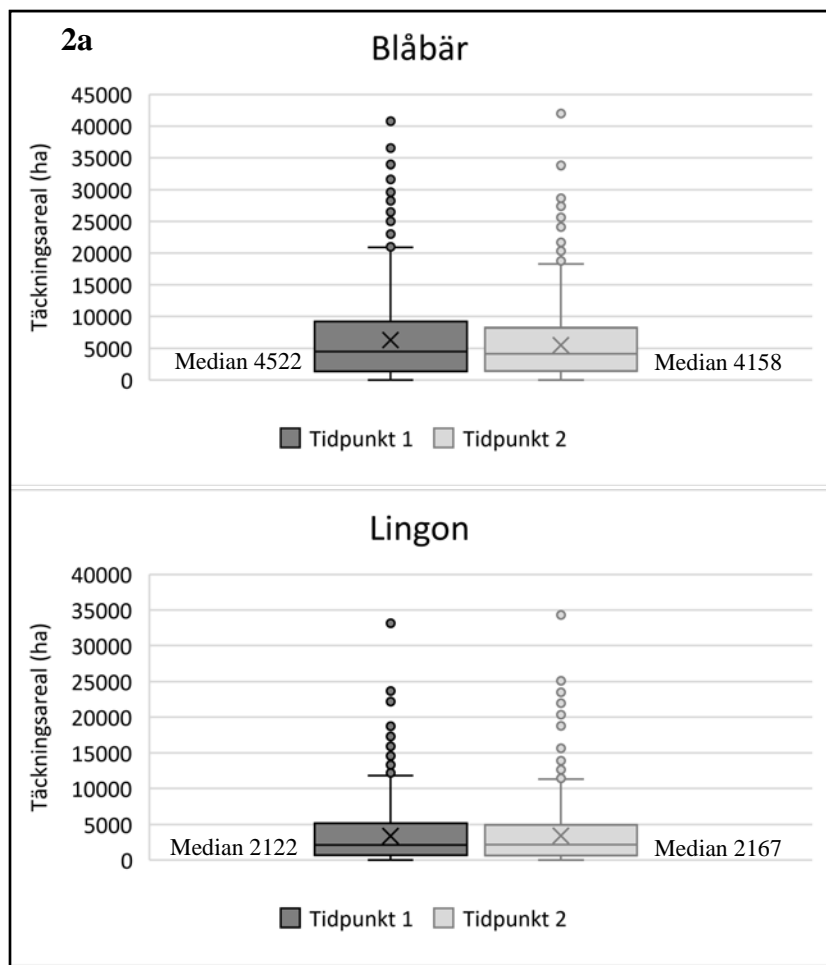 2a
Blåbär
Täckningsareal (ha)
45000
40000
35000
30000
25000
20000
15000
10000
5000
0
Median 4522
Median 4158
Tidpunkt 1 Tidpunkt 2
Lingon
Täckningsareal (ha)
40000
35000
30000
25000
20000
15000
10000
5000
0
Median 2122
Median 2167
Tidpunkt 1 Tidpunkt 2